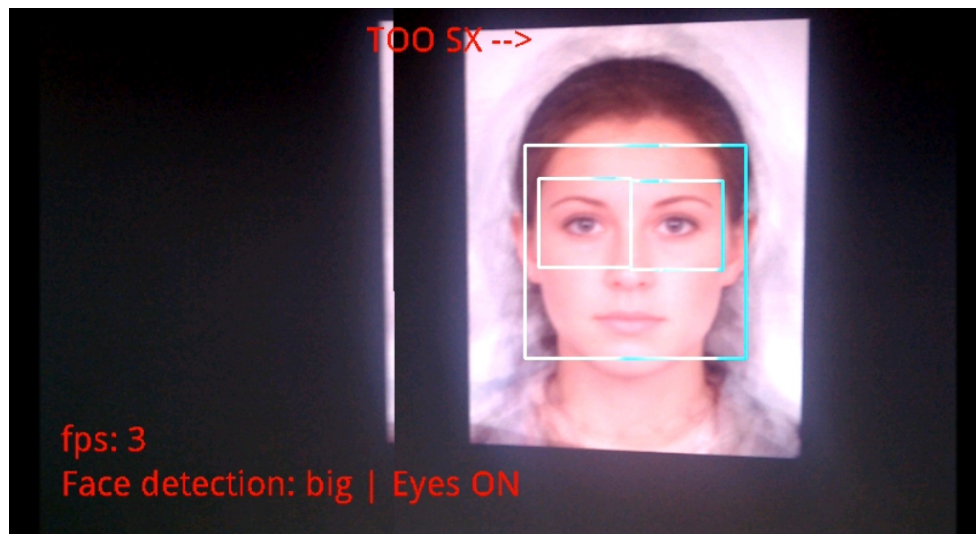 TOO SX -->
fps: 3
Face detection: big | Eyes ON